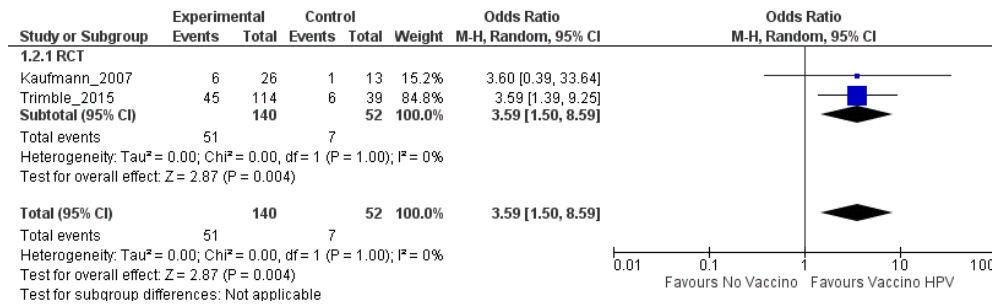 Experimental Control Odds Ratio Odds Ratio
Study or Subgroup Events Total Events Total Weight M-H, Random, 95% CI M-H, Random, 95% CI
1.2.1 RCT
Kaufmann_2007 6 26 1 13 15.2% 3.60 [0.39, 33.64]
Trimble_2015 45 114 6 39 84.8% 3.59 [1.39, 9.25]
Subtotal (95% CI) 140 52 100.0% 3.59 [1.50, 8.59]
Total events 51 7
Heterogeneity: Tau² = 0.00; Chi² = 0.00, df = 1 (P = 1.00); I² = 0%
Test for overall effect: Z = 2.87 (P = 0.004)
Total (95% CI) 140 52 100.0% 3.59 [1.50, 8.59]
Total events 51 7
Heterogeneity: Tau² = 0.00; Chi² = 0.00, df = 1 (P = 1.00); I² = 0%
Test for overall effect: Z = 2.87 (P = 0.004)
Test for subgroup differences: Not applicable
0.01 0.1 1 10 100
Favours No Vaccino Favours Vaccino HPV